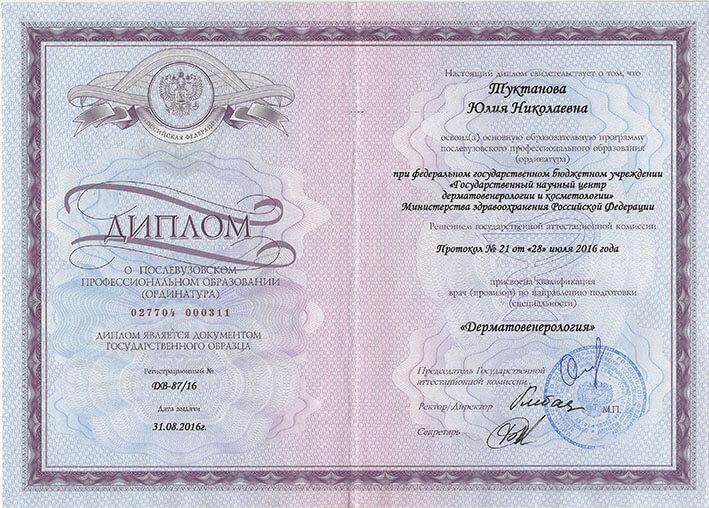 РОССИЙСКАЯ ФЕДЕРАЦИЯ
ДИПЛОМ
О ПОСЛЕВУЗОВСКОМ
ПРОФЕССИОНАЛЬНОМ ОБРАЗОВАНИИ
(ОРДИНАТУРА)
027704 000311
ДИПЛОМ ЯВЛЯЕТСЯ ДОКУМЕНТОМ
ГОСУДАРСТВЕННОГО ОБРАЗЦА
Регистрационный №
ДВ-87/16
Дата выдачи
31.08.2016г.
Настоящий диплом свидетельствует о том, что
Туктанова
Юлия Николаевна
освоил(а) основную образовательную программу
послевузовского профессионального образования
(ординатура)
при федеральном государственном бюджетном учреждении
«Государственный научный центр
дерматовенерологии и косметологии»
Министерства здравоохранения Российской Федерации
Решением государственной аттестационной комиссии
Протокол № 21 от «28» июля 2016 года
присвоена квалификация
врач (провизор) по направлению подготовки
(специальности)
«Дерматовенерология»
Председатель Государственной
аттестационной комиссии
Ректор/Директор
М.П.
Секретарь